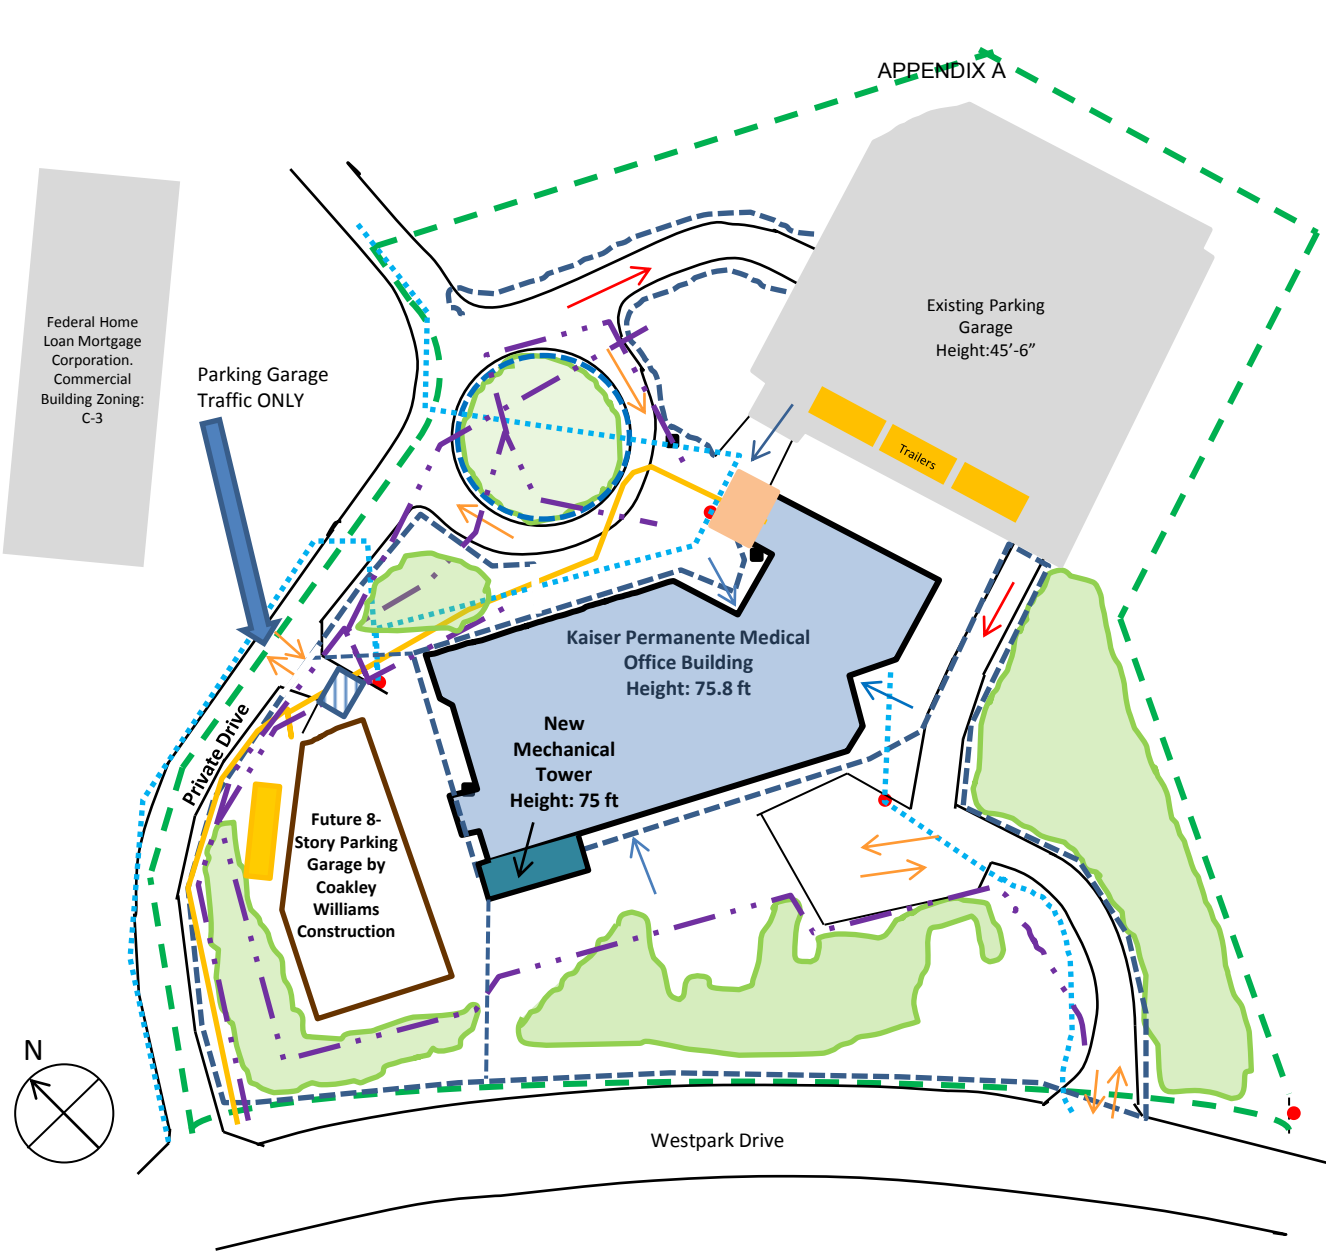 APPENDIX A
Federal Home
Loan Mortgage
Corporation.
Commercial
Building Zoning:
C-3
Parking Garage
Traffic ONLY
Existing Parking
Garage
Height:45’-6”
Trailers
Kaiser Permanente Medical
Office Building
Height: 75.8 ft
New
Mechanical
Tower
Height: 75 ft
Private Drive
Future 8-
Story Parking
Garage by
Coakley
Williams
Construction
N
Westpark Drive